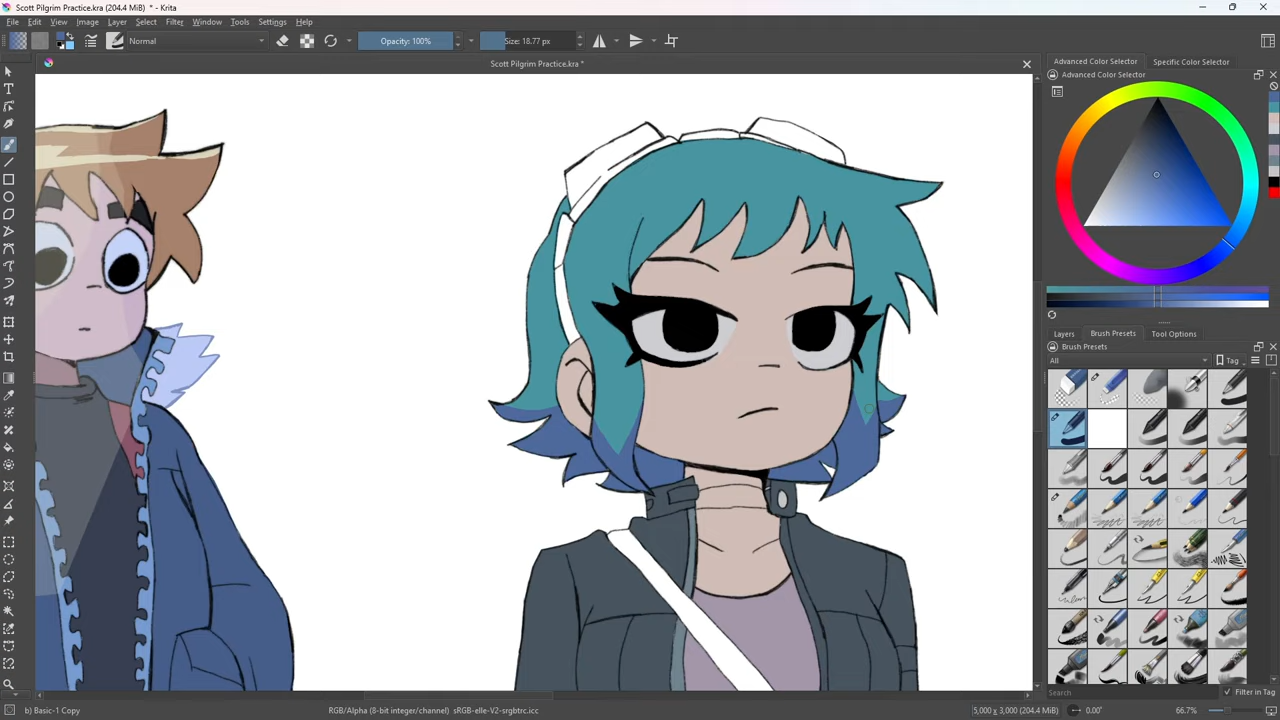 Scott Pilgrim Practice.kra (204.4 MiB) * - Krita
File Edit View Image Layer Select Filter Window Tools Settings Help
Normal Opacity: 100% Size: 18.77 px
Scott Pilgrim Practice.kra *
Advanced Color Selector Specific Color Selector
Advanced Color Selector
Layers Brush Presets Tool Options
Brush Presets
All Tag
Search Filter in Tag
b) Basic-1 Copy RGB/Alpha (8-bit integer/channel) sRGB-elle-V2-srgbtrc.icc 5,000 x 3,000 (204.4 MiB) 0.00° 66.7%